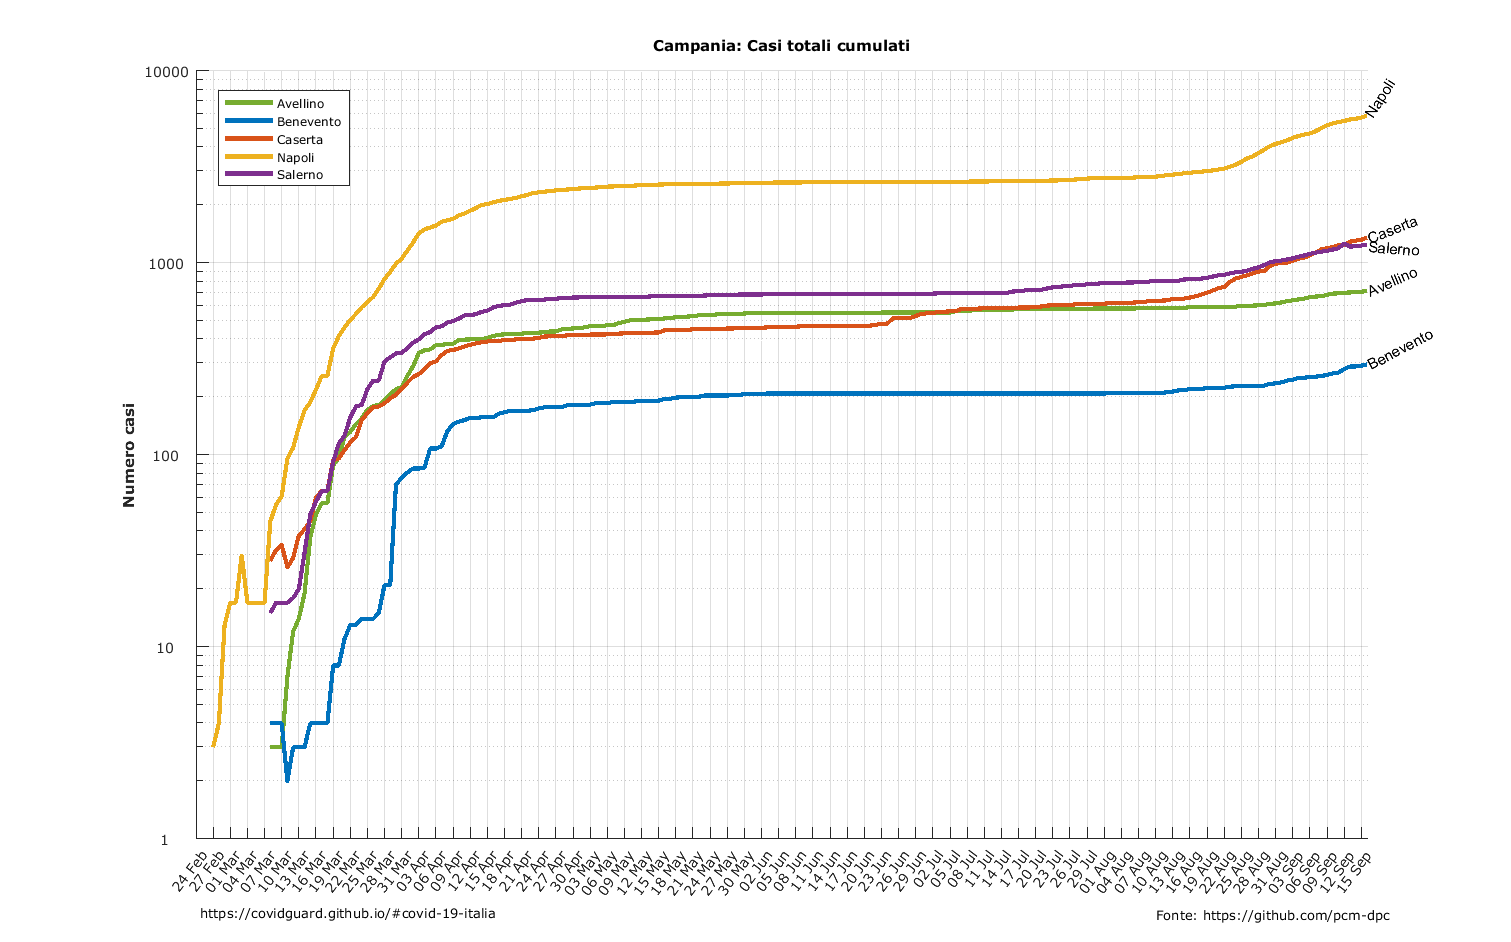 Campania: Casi totali cumulati
10000
1000
100
10
1
Numero casi
Avellino
Benevento
Caserta
Napoli
Salerno
Napoli
Caserta
Salerno
Avellino
Benevento
24 Feb
27 Feb
01 Mar
04 Mar
07 Mar
10 Mar
13 Mar
16 Mar
19 Mar
22 Mar
25 Mar
28 Mar
31 Mar
03 Apr
06 Apr
09 Apr
12 Apr
15 Apr
18 Apr
21 Apr
24 Apr
27 Apr
30 Apr
03 May
06 May
09 May
12 May
15 May
18 May
21 May
24 May
27 May
30 May
02 Jun
05 Jun
08 Jun
11 Jun
14 Jun
17 Jun
20 Jun
23 Jun
26 Jun
29 Jun
02 Jul
05 Jul
08 Jul
11 Jul
14 Jul
17 Jul
20 Jul
23 Jul
26 Jul
29 Jul
01 Aug
04 Aug
07 Aug
10 Aug
13 Aug
16 Aug
19 Aug
22 Aug
25 Aug
28 Aug
31 Aug
03 Sep
06 Sep
09 Sep
12 Sep
15 Sep
https://covidguard.github.io/#covid-19-italia
Fonte: https://github.com/pcm-dpc